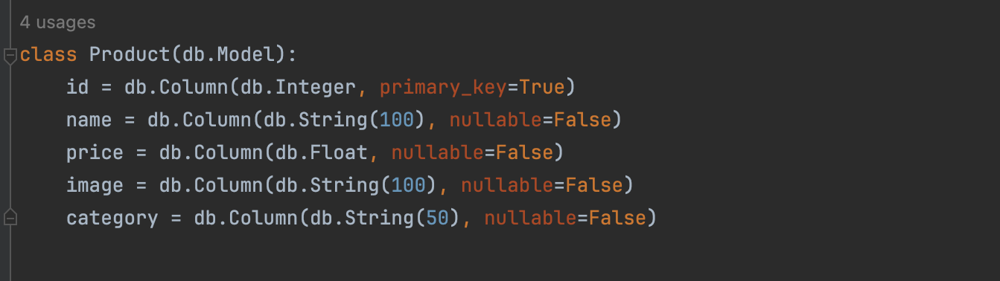 4 usages
class Product(db.Model):
    id = db.Column(db.Integer, primary_key=True)
    name = db.Column(db.String(100), nullable=False)
    price = db.Column(db.Float, nullable=False)
    image = db.Column(db.String(100), nullable=False)
    category = db.Column(db.String(50), nullable=False)